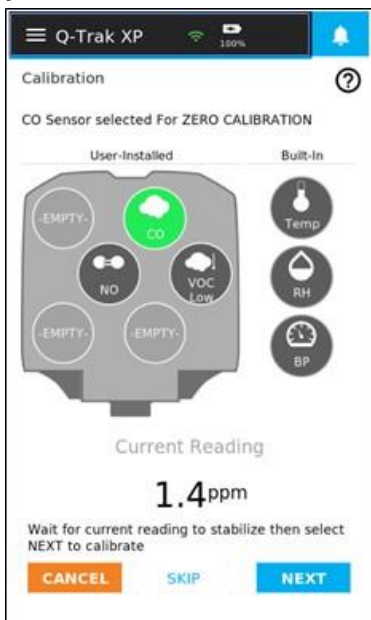 Q-Trak XP
100%
Calibration
?
CO Sensor selected For ZERO CALIBRATION
User-Installed
Built-In
-EMPTY-
CO
Temp
NO
VOC
Low
RH
-EMPTY-
-EMPTY-
BP
Current Reading
1.4ppm
Wait for current reading to stabilize then select
NEXT to calibrate
CANCEL
SKIP
NEXT